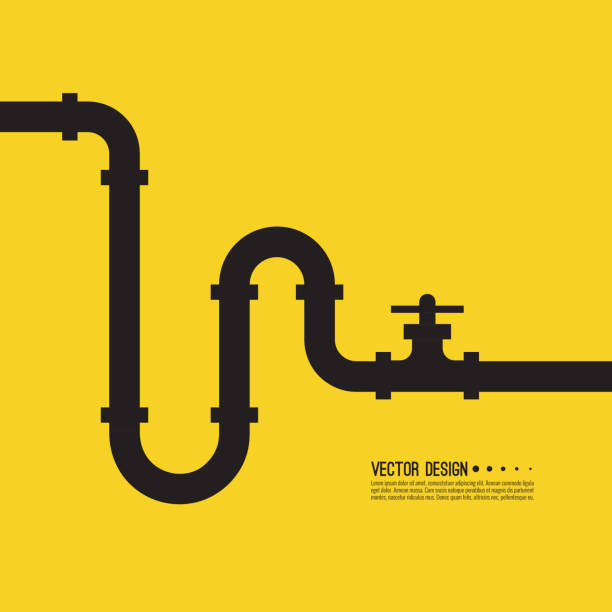 VECTOR DESIGN
Lorem ipsum dolor sit amet, consectetuer adipiscing elit. Aenean commodo ligula
eget dolor. Aenean massa. Cum sociis natoque penatibus et magnis dis parturient
montes, nascetur ridiculus mus. Donec quam felis, ultricies nec, pellentesque eu,